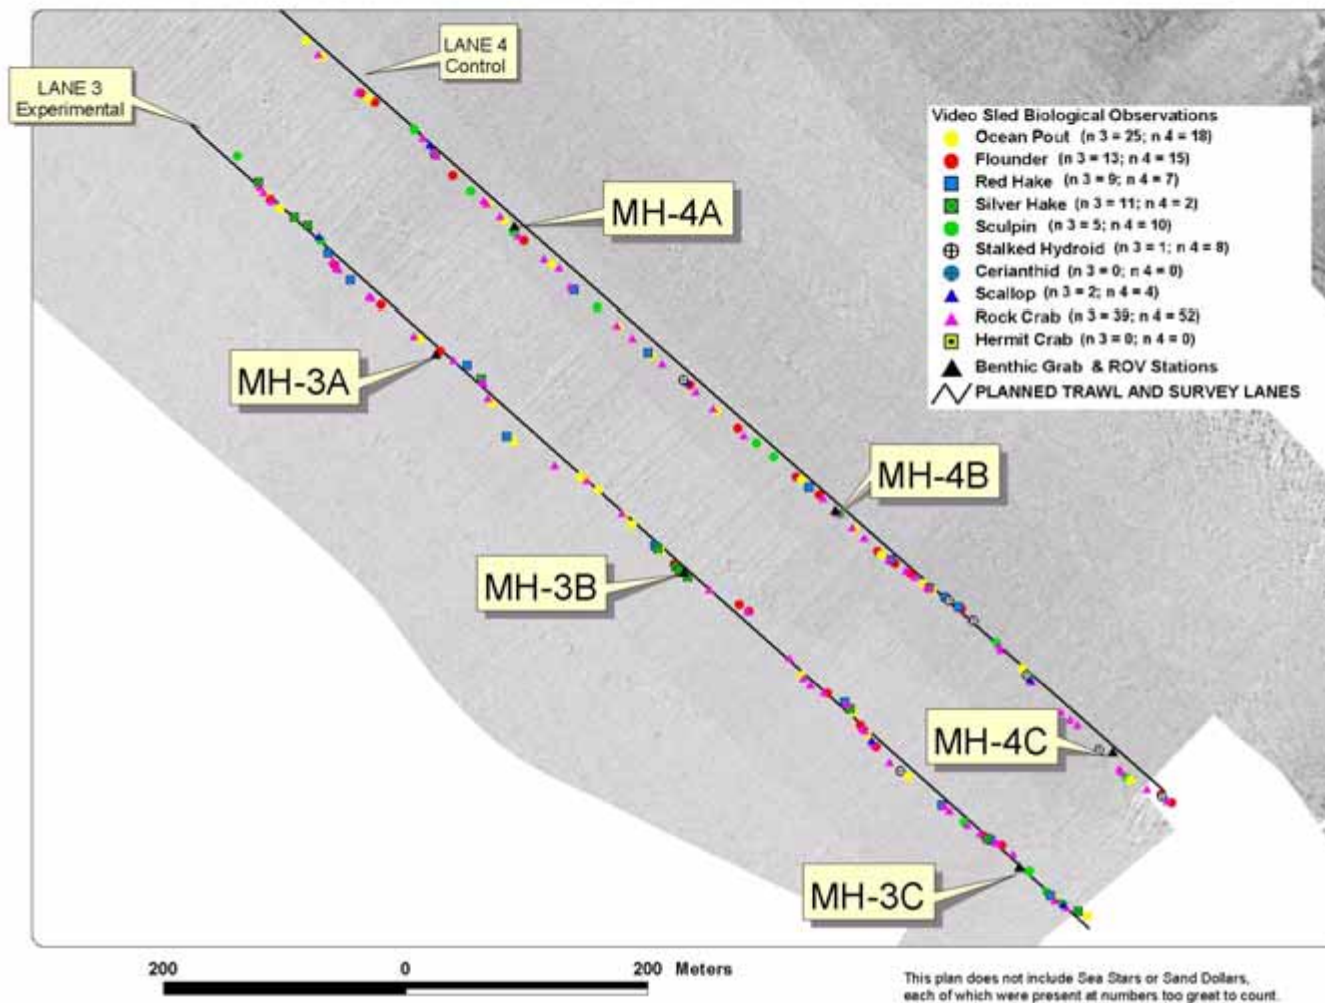 LANE 4
Control
LANE 3
Experimental
Video Sled Biological Observations
Ocean Pout (n 3 = 25; n 4 = 18)
Flounder (n 3 = 13; n 4 = 15)
Red Hake (n 3 = 9; n 4 = 7)
Silver Hake (n 3 = 11; n 4 = 2)
Sculpin (n 3 = 5; n 4 = 10)
Stalked Hydroid (n 3 = 1; n 4 = 8)
Cerianthid (n 3 = 0; n 4 = 0)
Scallop (n 3 = 2; n 4 = 4)
Rock Crab (n 3 = 39; n 4 = 52)
Hermit Crab (n 3 = 0; n 4 = 0)
Benthic Grab & ROV Stations
PLANNED TRAWL AND SURVEY LANES
MH-4A
MH-3A
MH-4B
MH-3B
MH-4C
MH-3C
200 0 200 Meters
This plan does not include Sea Stars or Sand Dollars,
each of which were present at numbers too great to count.